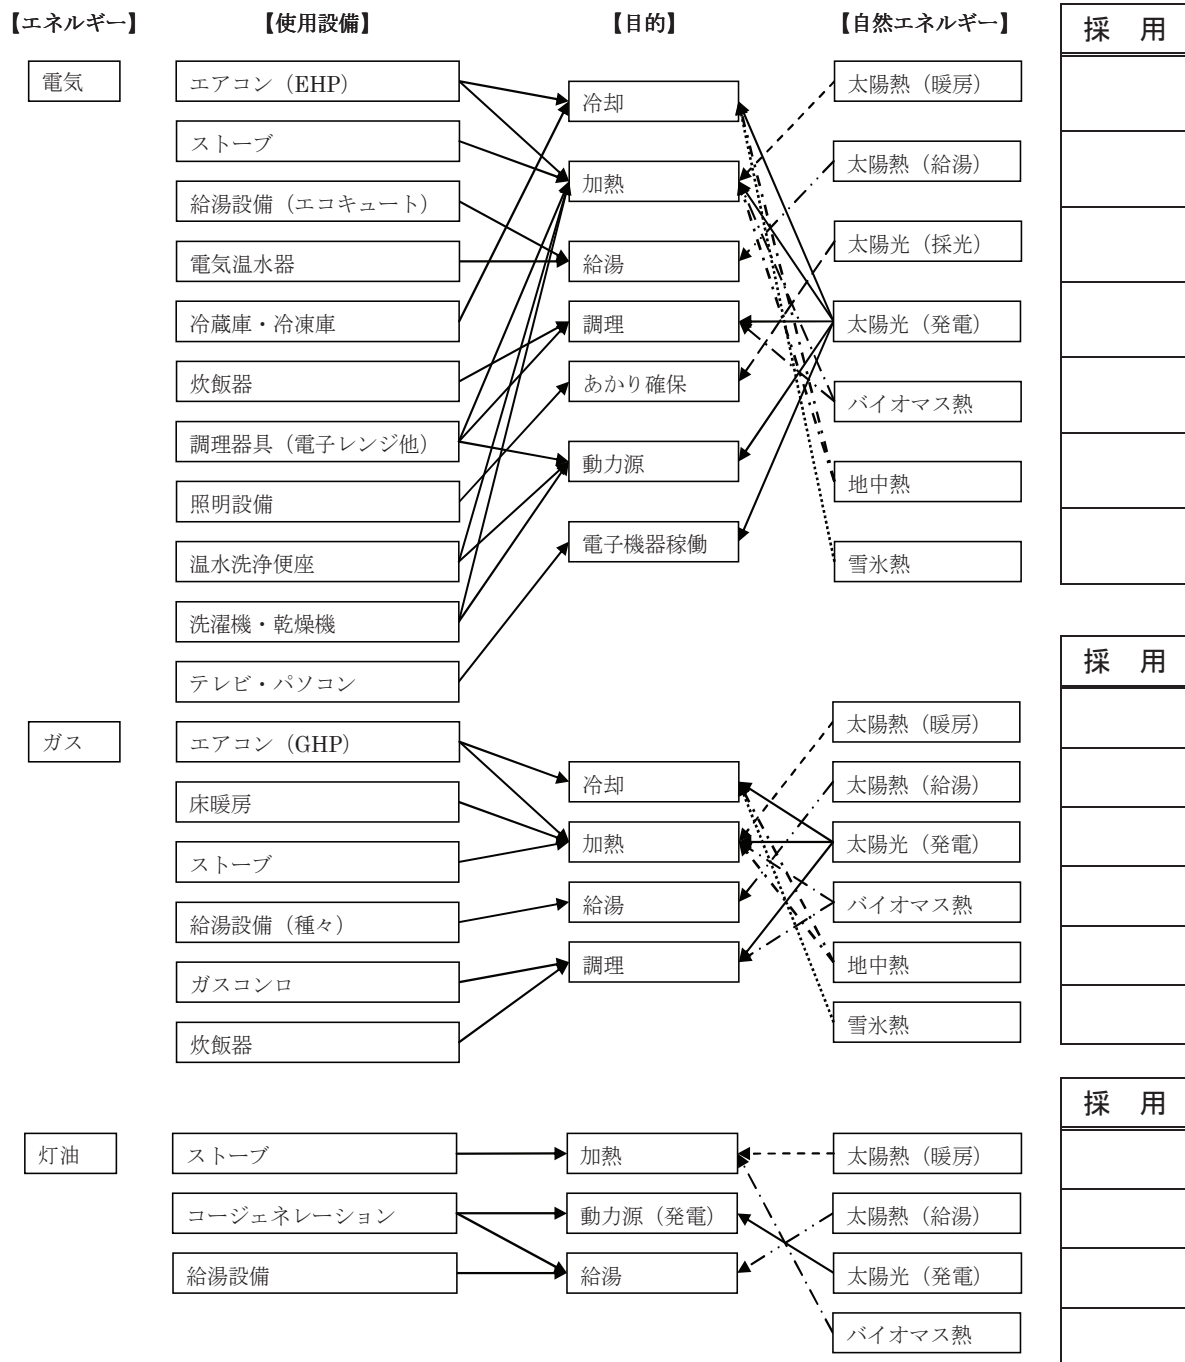 【エネルギー】 【使用設備】 【目的】 【自然エネルギー】 採 用
電気
エアコン（EHP）
ストーブ
給湯設備（エコキュート）
電気温水器
冷蔵庫・冷凍庫
炊飯器
調理器具（電子レンジ他）
照明設備
温水洗浄便座
洗濯機・乾燥機
テレビ・パソコン
冷却
加熱
給湯
調理
あかり確保
動力源
電子機器稼働
太陽熱（暖房）
太陽熱（給湯）
太陽光（採光）
太陽光（発電）
バイオマス熱
地中熱
雪氷熱
採 用
ガス
エアコン（GHP）
床暖房
ストーブ
給湯設備（種々）
ガスコンロ
炊飯器
冷却
加熱
給湯
調理
太陽熱（暖房）
太陽熱（給湯）
太陽光（発電）
バイオマス熱
地中熱
雪氷熱
採 用
灯油
ストーブ
コージェネレーション
給湯設備
加熱
動力源（発電）
給湯
太陽熱（暖房）
太陽熱（給湯）
太陽光（発電）
バイオマス熱